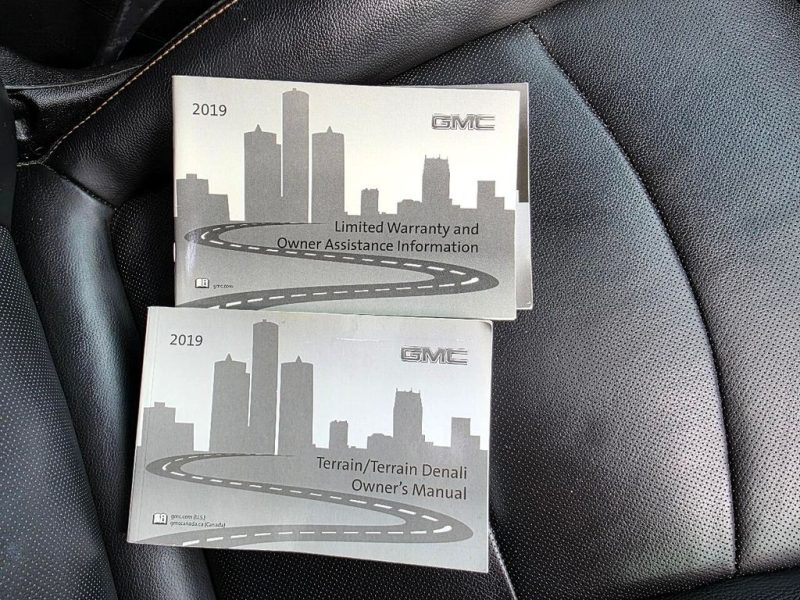 2019
GMC
Limited Warranty and
Owner Assistance Information
gmc.com
2019
GMC
Terrain/Terrain Denali
Owner's Manual
gmc.com (U.S.)
gmccanada.ca (Canada)